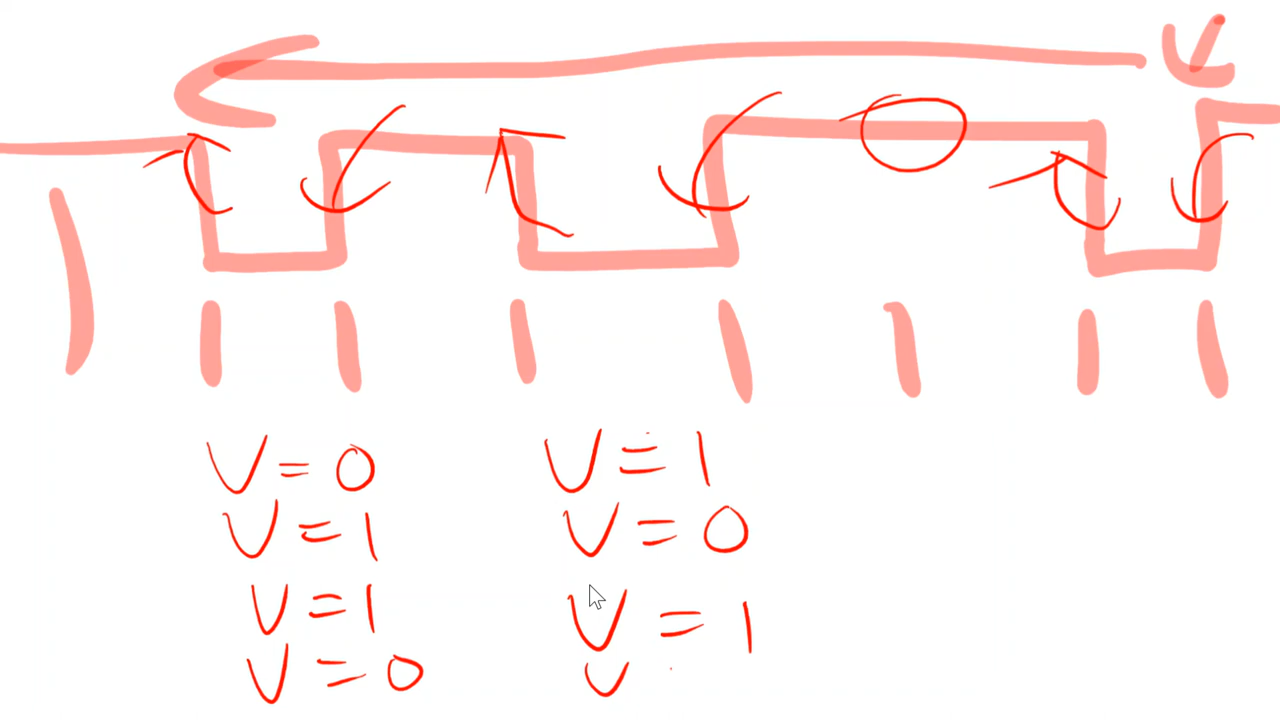 V = 0
V = 1
V = 1
V = 0
V = 1
V = 0
V = 1
V